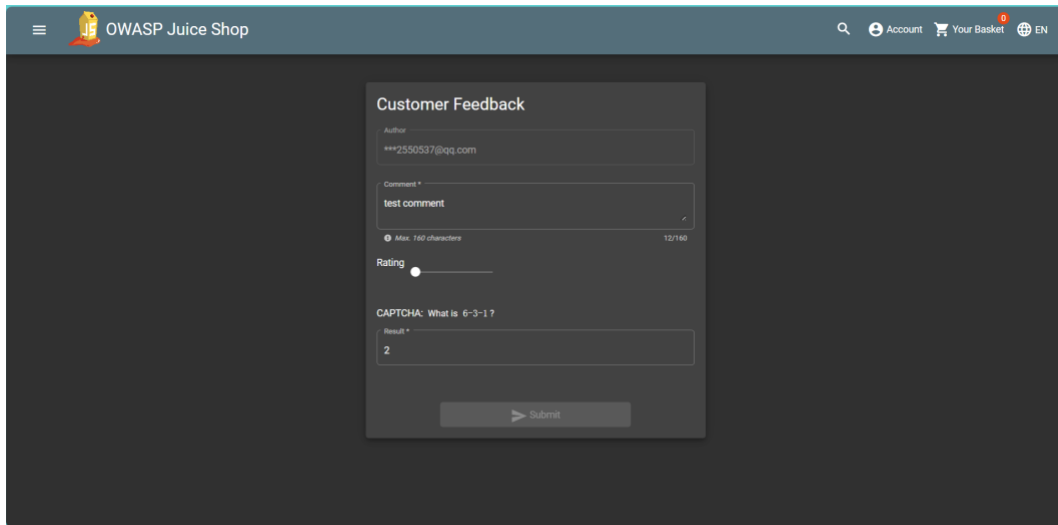 JS OWASP Juice Shop
Account 0 Your Basket EN
Customer Feedback
Author
***2550537@qq.com
Comment *
test comment
Max. 160 characters 12/160
Rating
CAPTCHA: What is 6-3-1 ?
Result *
2
Submit